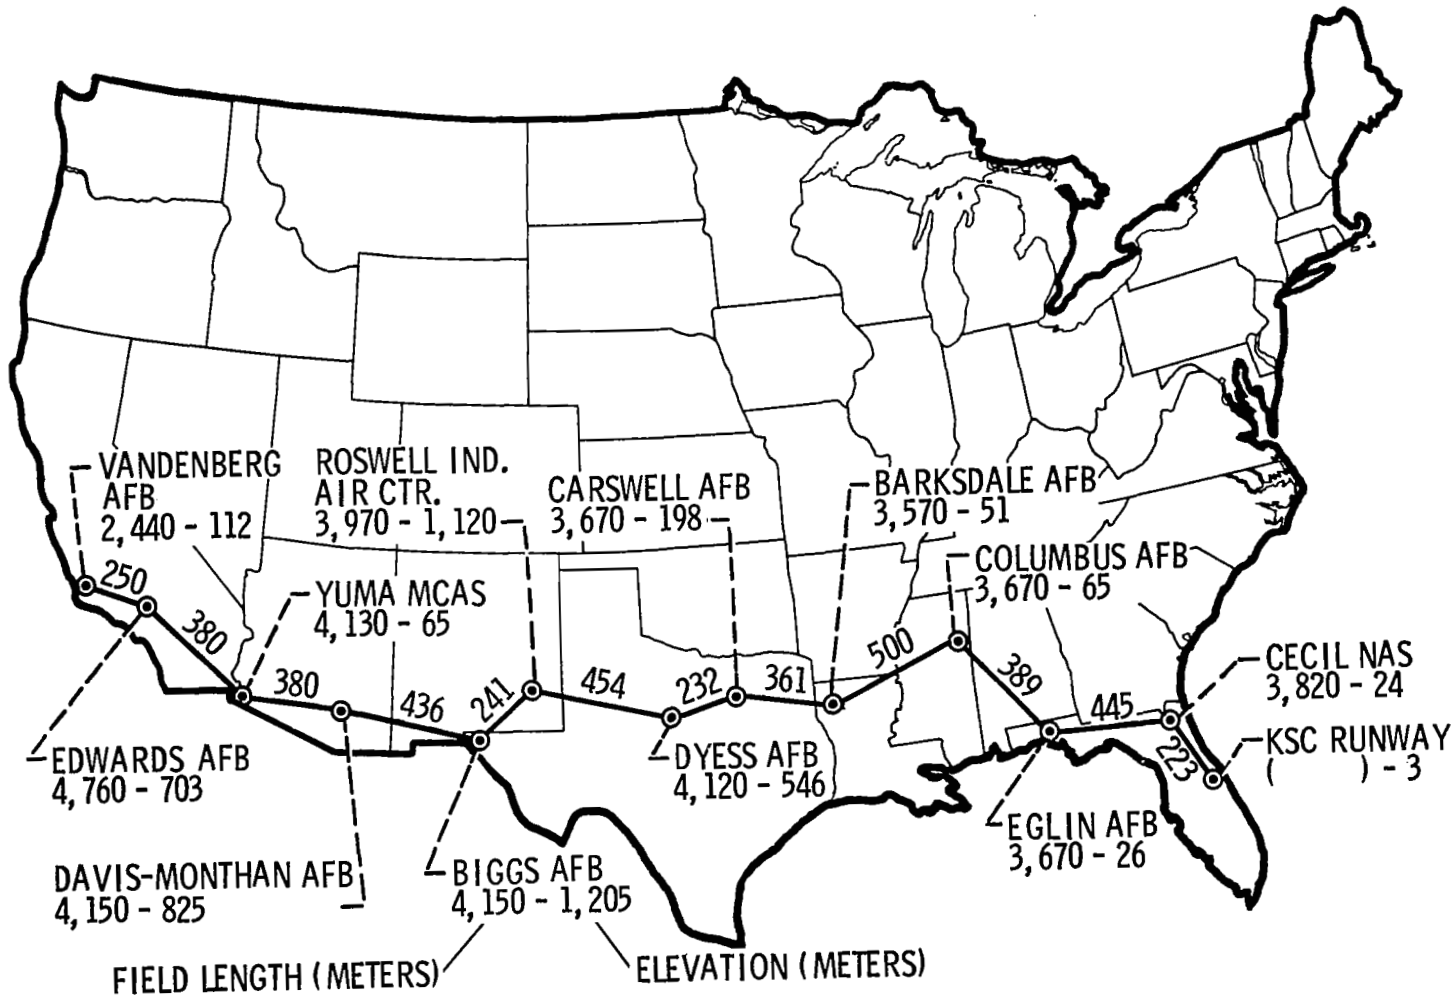 VANDENBERG
AFB
2,440 - 112
ROSWELL IND.
AIR CTR.
3,970 - 1,120
CARSWELL AFB
3,670 - 198
BARKSDALE AFB
3,570 - 51
COLUMBUS AFB
3,670 - 65
YUMA MCAS
4,130 - 65
250
380
380
436
241
454
232
361
500
389
445
223
CECIL NAS
3,820 - 24
KSC RUNWAY
( ) - 3
EDWARDS AFB
4,760 - 703
DYESS AFB
4,120 - 546
EGLIN AFB
3,670 - 26
DAVIS-MONTHAN AFB
4,150 - 825
BIGGS AFB
4,150 - 1,205
FIELD LENGTH (METERS)
ELEVATION (METERS)